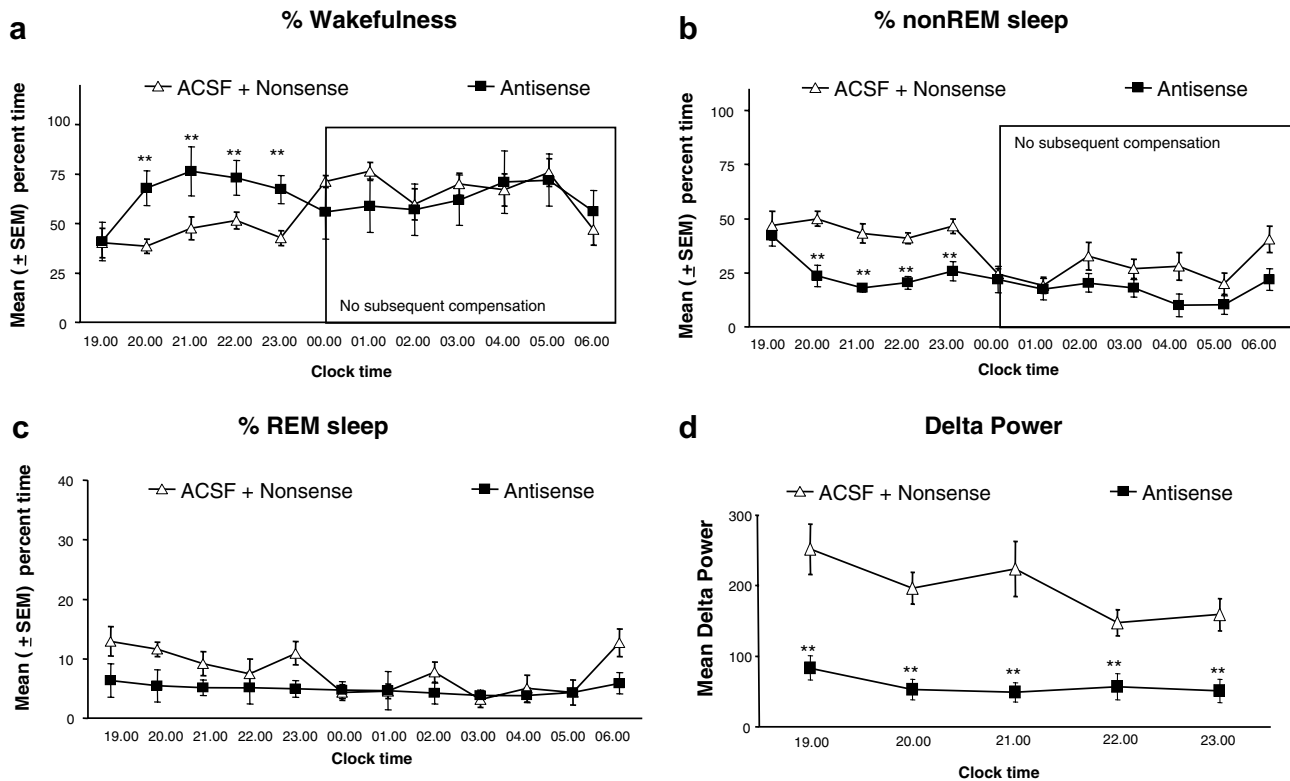 a
% Wakefulness
ACSF + Nonsense
Antisense
Mean ( ± SEM) percent time
100
75
50
25
0
** ** ** **
No subsequent compensation
19.00 20.00 21.00 22.00 23.00 00.00 01.00 02.00 03.00 04.00 05.00 06.00
Clock time
b
% nonREM sleep
ACSF + Nonsense
Antisense
Mean ( ± SEM) percent time
100
75
50
25
0
** ** ** **
No subsequent compensation
19.00 20.00 21.00 22.00 23.00 00.00 01.00 02.00 03.00 04.00 05.00 06.00
Clock time
c
% REM sleep
ACSF + Nonsense
Antisense
Mean ( ± SEM) percent time
40
30
20
10
0
19.00 20.00 21.00 22.00 23.00 00.00 01.00 02.00 03.00 04.00 05.00 06.00
Clock time
d
Delta Power
ACSF + Nonsense
Antisense
Mean Delta Power
300
200
100
0
** ** ** ** **
19.00 20.00 21.00 22.00 23.00
Clock time